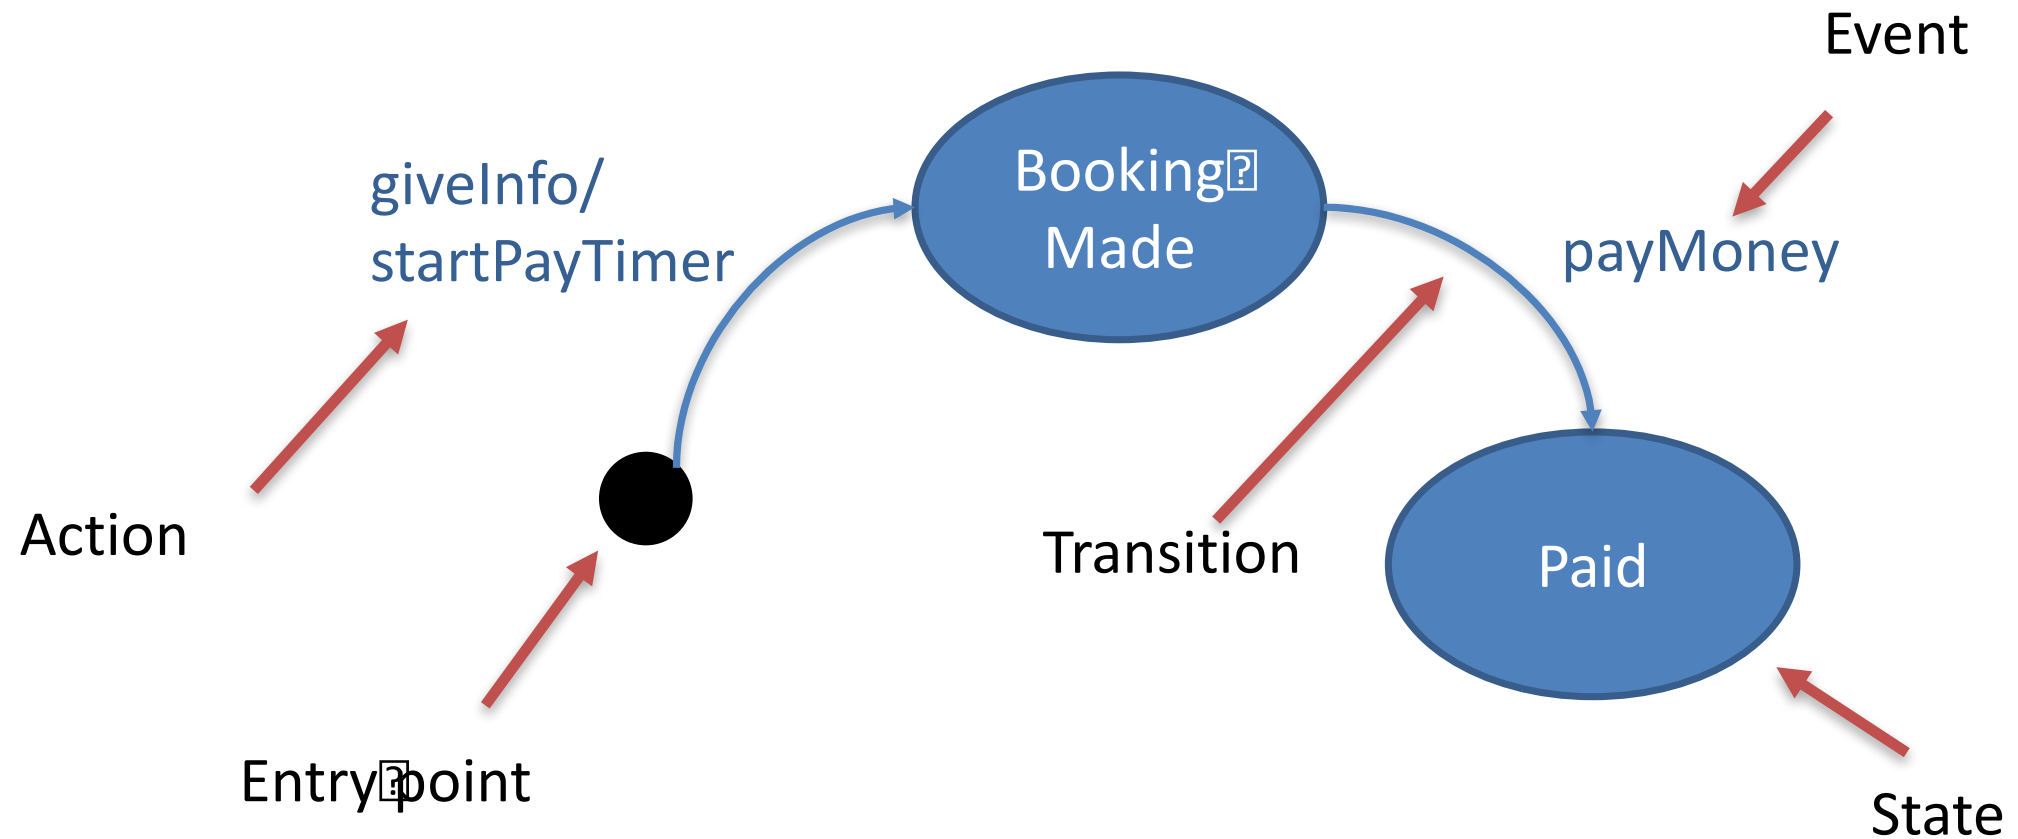 Event
giveInfo/
startPayTimer
Booking
Made
payMoney
Action
Transition
Paid
Entry point
State